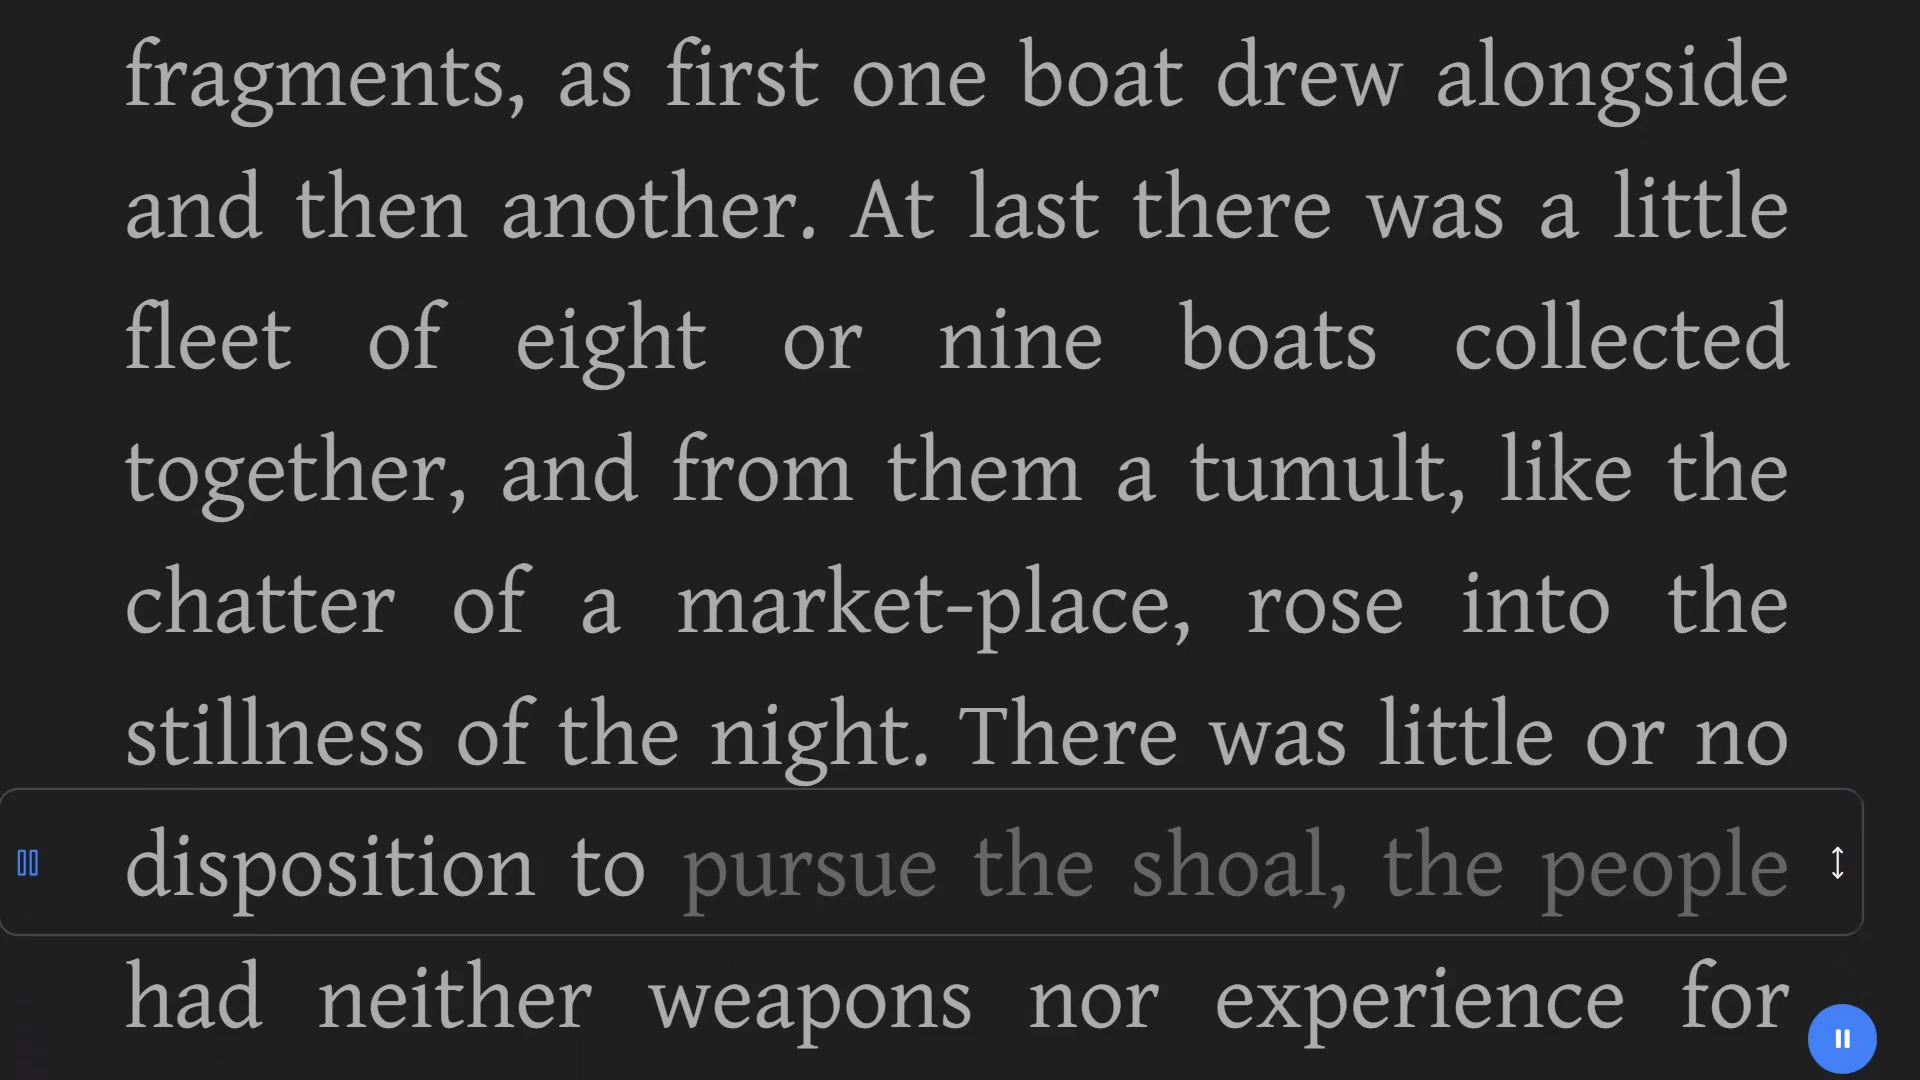 fragments, as first one boat drew alongside
and then another. At last there was a little
fleet of eight or nine boats collected
together, and from them a tumult, like the
chatter of a market-place, rose into the
stillness of the night. There was little or no
disposition to pursue the shoal, the people
had neither weapons nor experience for